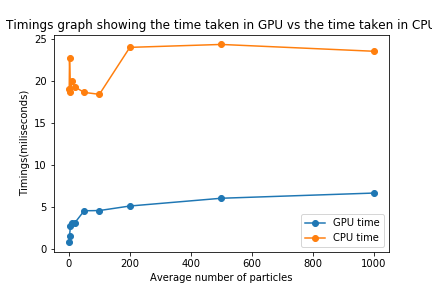 Timings graph showing the time taken in GPU vs the time taken in CPU
25
20
15
10
5
0
Timings(miliseconds)
GPU time
CPU time
0 200 400 600 800 1000
Average number of particles